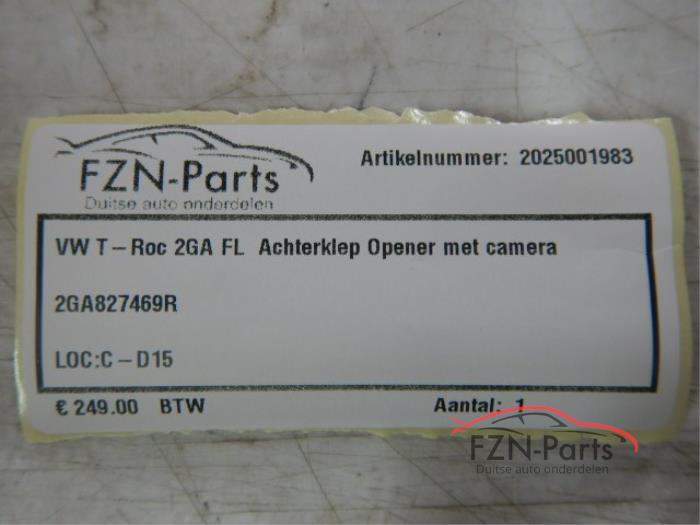 FZN-Parts
Duitse auto onderdelen
Artikelnummer: 2025001983
VW T-Roc 2GA FL Achterklep Opener met camera
2GA827469R
LOC:C-D15
€ 249.00 BTW
Aantal: 1
FZN-Parts
Duitse auto onderdelen